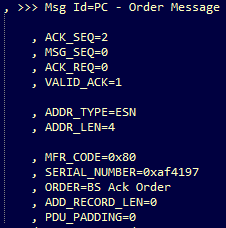 , >>> Msg Id=PC - Order Message
, ACK_SEQ=2
, MSG_SEQ=0
, ACK_REQ=0
, VALID_ACK=1
, ADDR_TYPE=ESN
, ADDR_LEN=4
, MFR_CODE=0x80
, SERIAL_NUMBER=0xaf4197
, ORDER=BS Ack Order
, ADD_RECORD_LEN=0
, PDU_PADDING=0